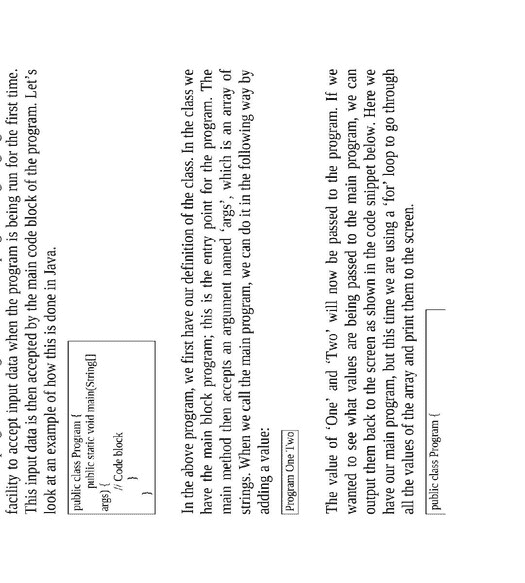 facility to accept input data when the program is being run for the first time.
This input data is then accepted by the main code block of the program. Let’s
look at an example of how this is done in Java.
public class Program {
public static void main(String[]
args) {
// Code block
}
}
In the above program, we first have our definition of the class. In the class we
have the main block program; this is the entry point for the program. The
main method then accepts an argument named ‘args’, which is an array of
strings. When we call the main program, we can do it in the following way by
adding a value:
Program One Two
The value of ‘One’ and ‘Two’ will now be passed to the program. If we
wanted to see what values are being passed to the main program, we can
output them back to the screen as shown in the code snippet below. Here we
have our main program, but this time we are using a ‘for’ loop to go through
all the values of the array and print them to the screen.
public class Program {